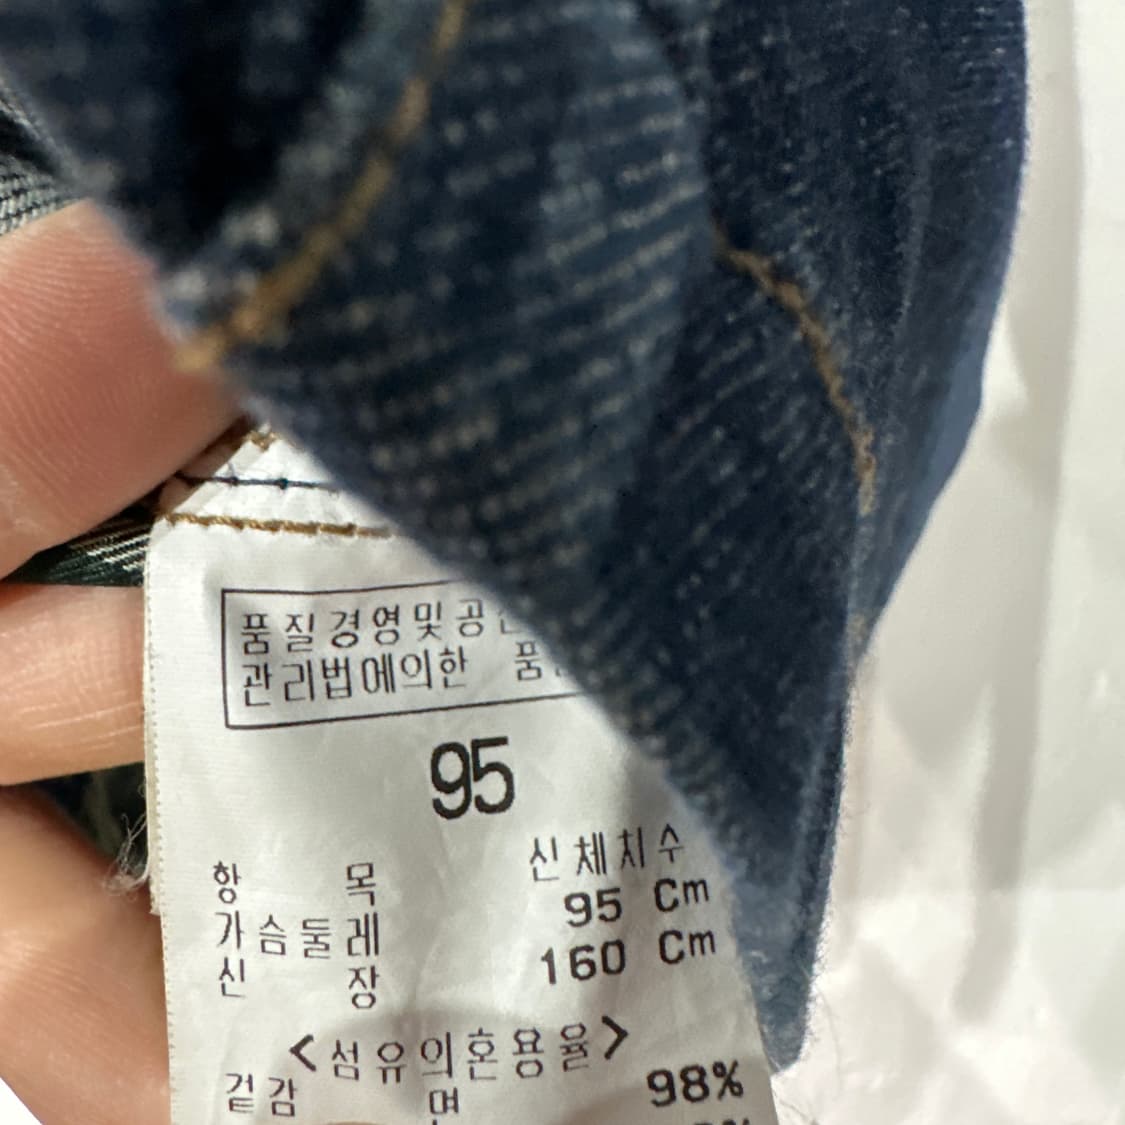 품질경영및공
관리법에의한 품
95
항 목 신체치수
가슴둘레 95 Cm
신 장 160 Cm
<섬유의혼용율>
겉감 면 98%